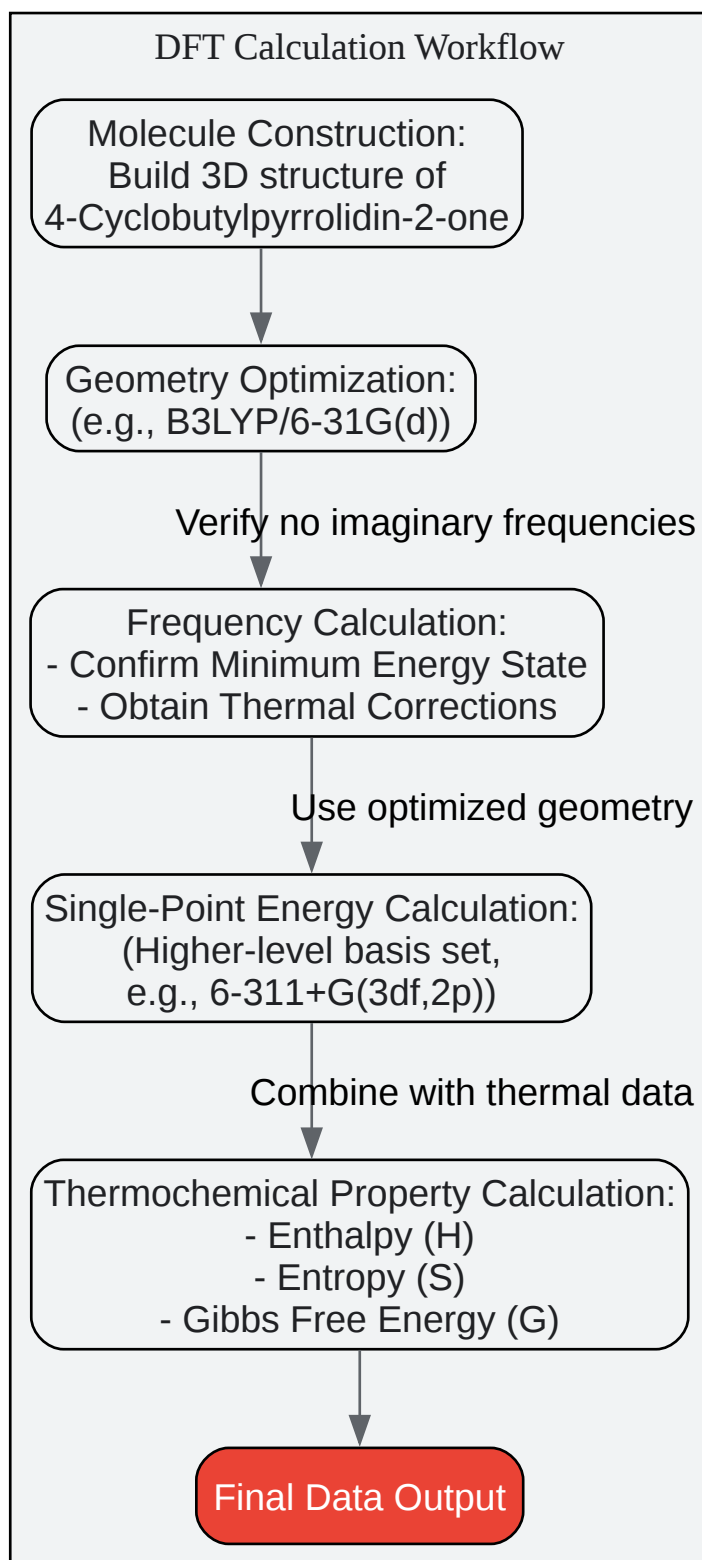 DFT Calculation Workflow
Molecule Construction:
Build 3D structure of
4-Cyclobutylpyrrolidin-2-one
Geometry Optimization:
(e.g., B3LYP/6-31G(d))
Verify no imaginary frequencies
Frequency Calculation:
- Confirm Minimum Energy State
- Obtain Thermal Corrections
Use optimized geometry
Single-Point Energy Calculation:
(Higher-level basis set,
e.g., 6-311+G(3df,2p))
Combine with thermal data
Thermochemical Property Calculation:
- Enthalpy (H)
- Entropy (S)
- Gibbs Free Energy (G)
Final Data Output